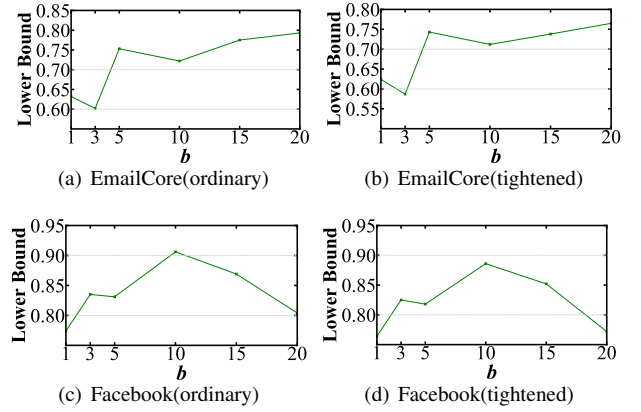 Lower Bound
0.85
0.80
0.75
0.70
0.65
0.60
1 3 5 10 15 20
b
(a) EmailCore(ordinary)
Lower Bound
0.80
0.75
0.70
0.65
0.60
0.55
1 3 5 10 15 20
b
(b) EmailCore(tightened)
Lower Bound
0.95
0.90
0.85
0.80
1 3 5 10 15 20
b
(c) Facebook(ordinary)
Lower Bound
0.95
0.90
0.85
0.80
1 3 5 10 15 20
b
(d) Facebook(tightened)